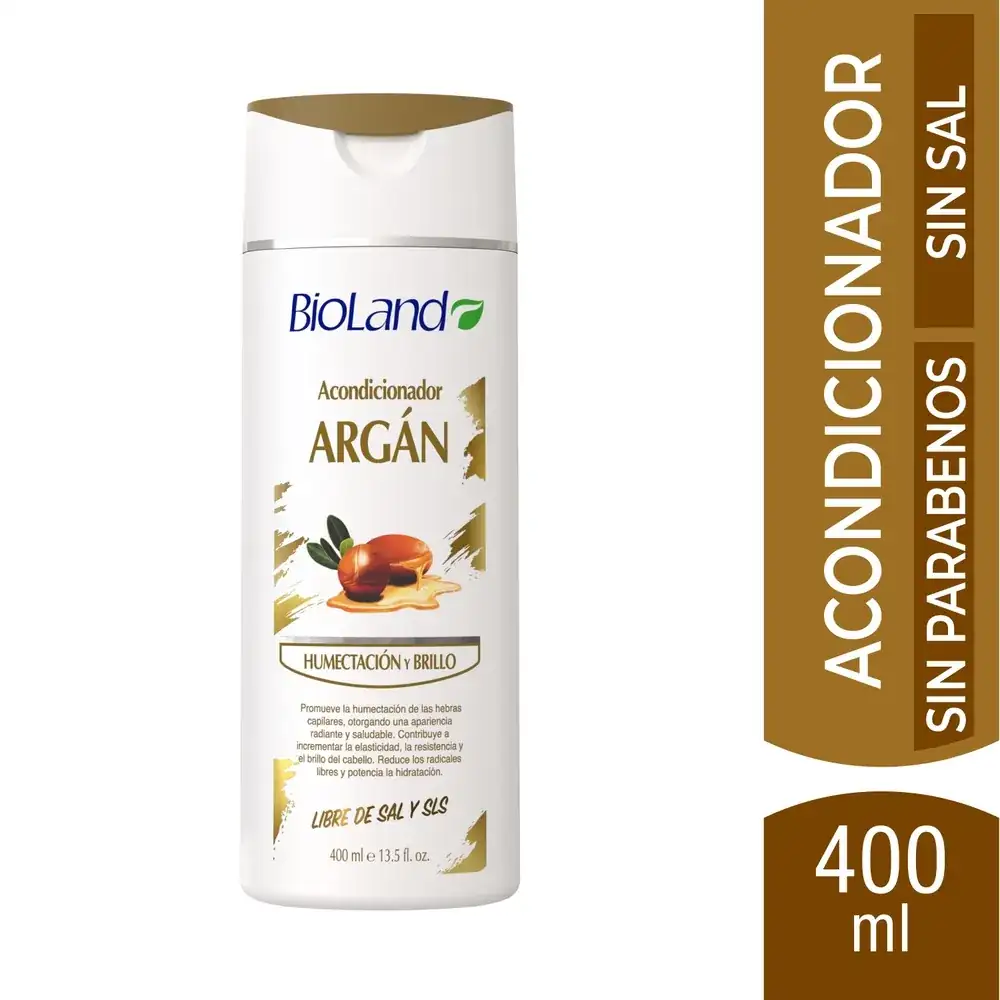 BioLand
Acondicionador
ARGÁN
HUMECTACIÓN Y BRILLO
Promueve la humectación de las hebras
capilares, otorgando una apariencia
radiante y saludable. Contribuye a
incrementar la elasticidad, la resistencia y
el brillo del cabello. Reduce los radicales
libres y potencia la hidratación.
LIBRE DE SAL Y SLS
400 ml e 13.5 fl. oz.
ACONDICIONADOR
SIN PARABENOS
SIN SAL
400
ml